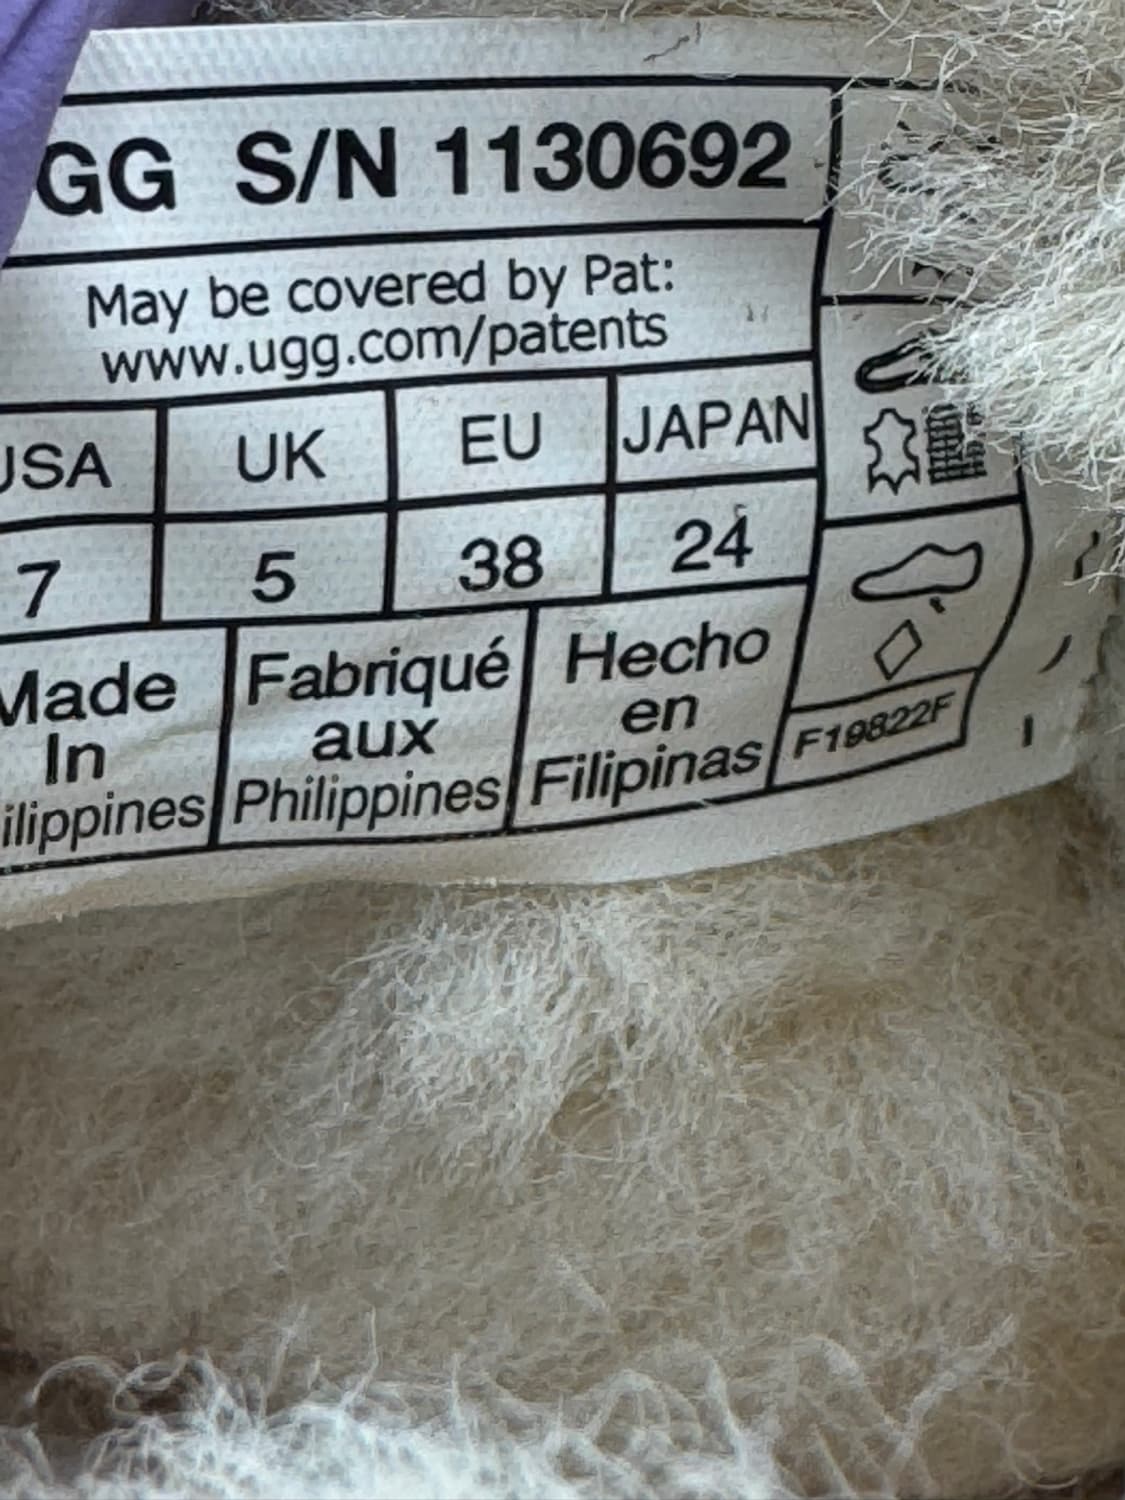 GG S/N 1130692
May be covered by Pat:
www.ugg.com/patents
USA UK EU JAPAN
7 5 38 24
Made
In
ilippines
Fabriqué
aux
Philippines
Hecho
en
Filipinas
F19822F